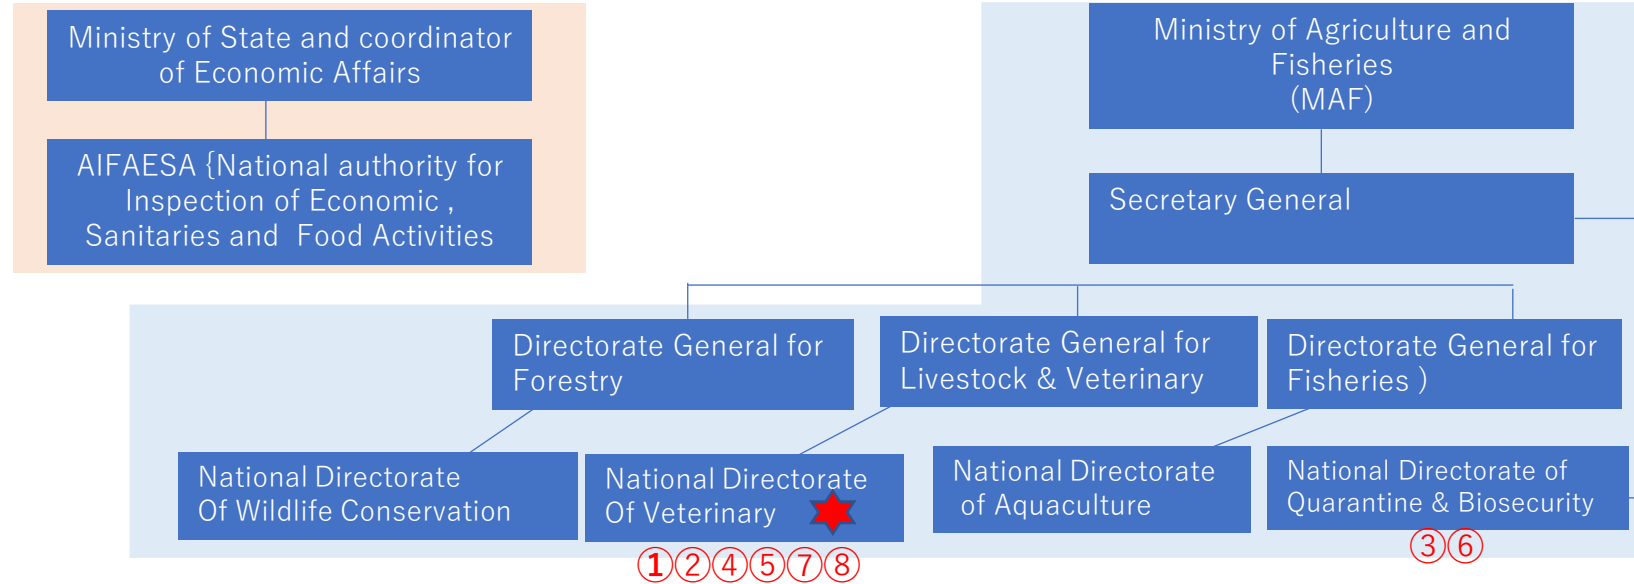 Ministry of State and coordinator
of Economic Affairs
AIFAESA {National authority for
Inspection of Economic ,
Sanitaries and Food Activities
Ministry of Agriculture and
Fisheries
(MAF)
Secretary General
Directorate General for
Forestry
Directorate General for
Livestock & Veterinary
Directorate General for
Fisheries )
National Directorate
Of Wildlife Conservation
National Directorate
Of Veterinary
①②④⑤⑦⑧
National Directorate
of Aquaculture
National Directorate of
Quarantine & Biosecurity
③⑥